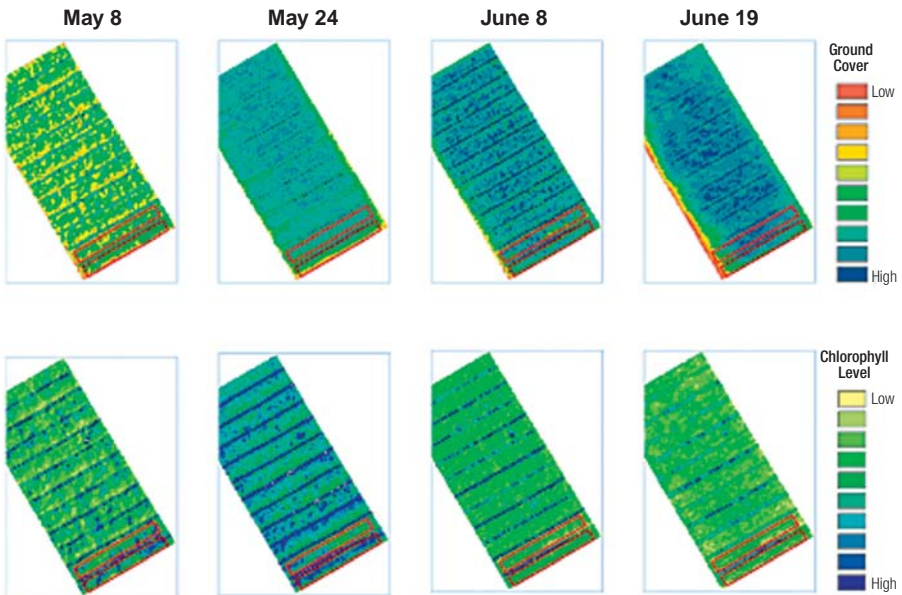 May 8
May 24
June 8
June 19
Ground
Cover
Low
High
Chlorophyll
Level
Low
High